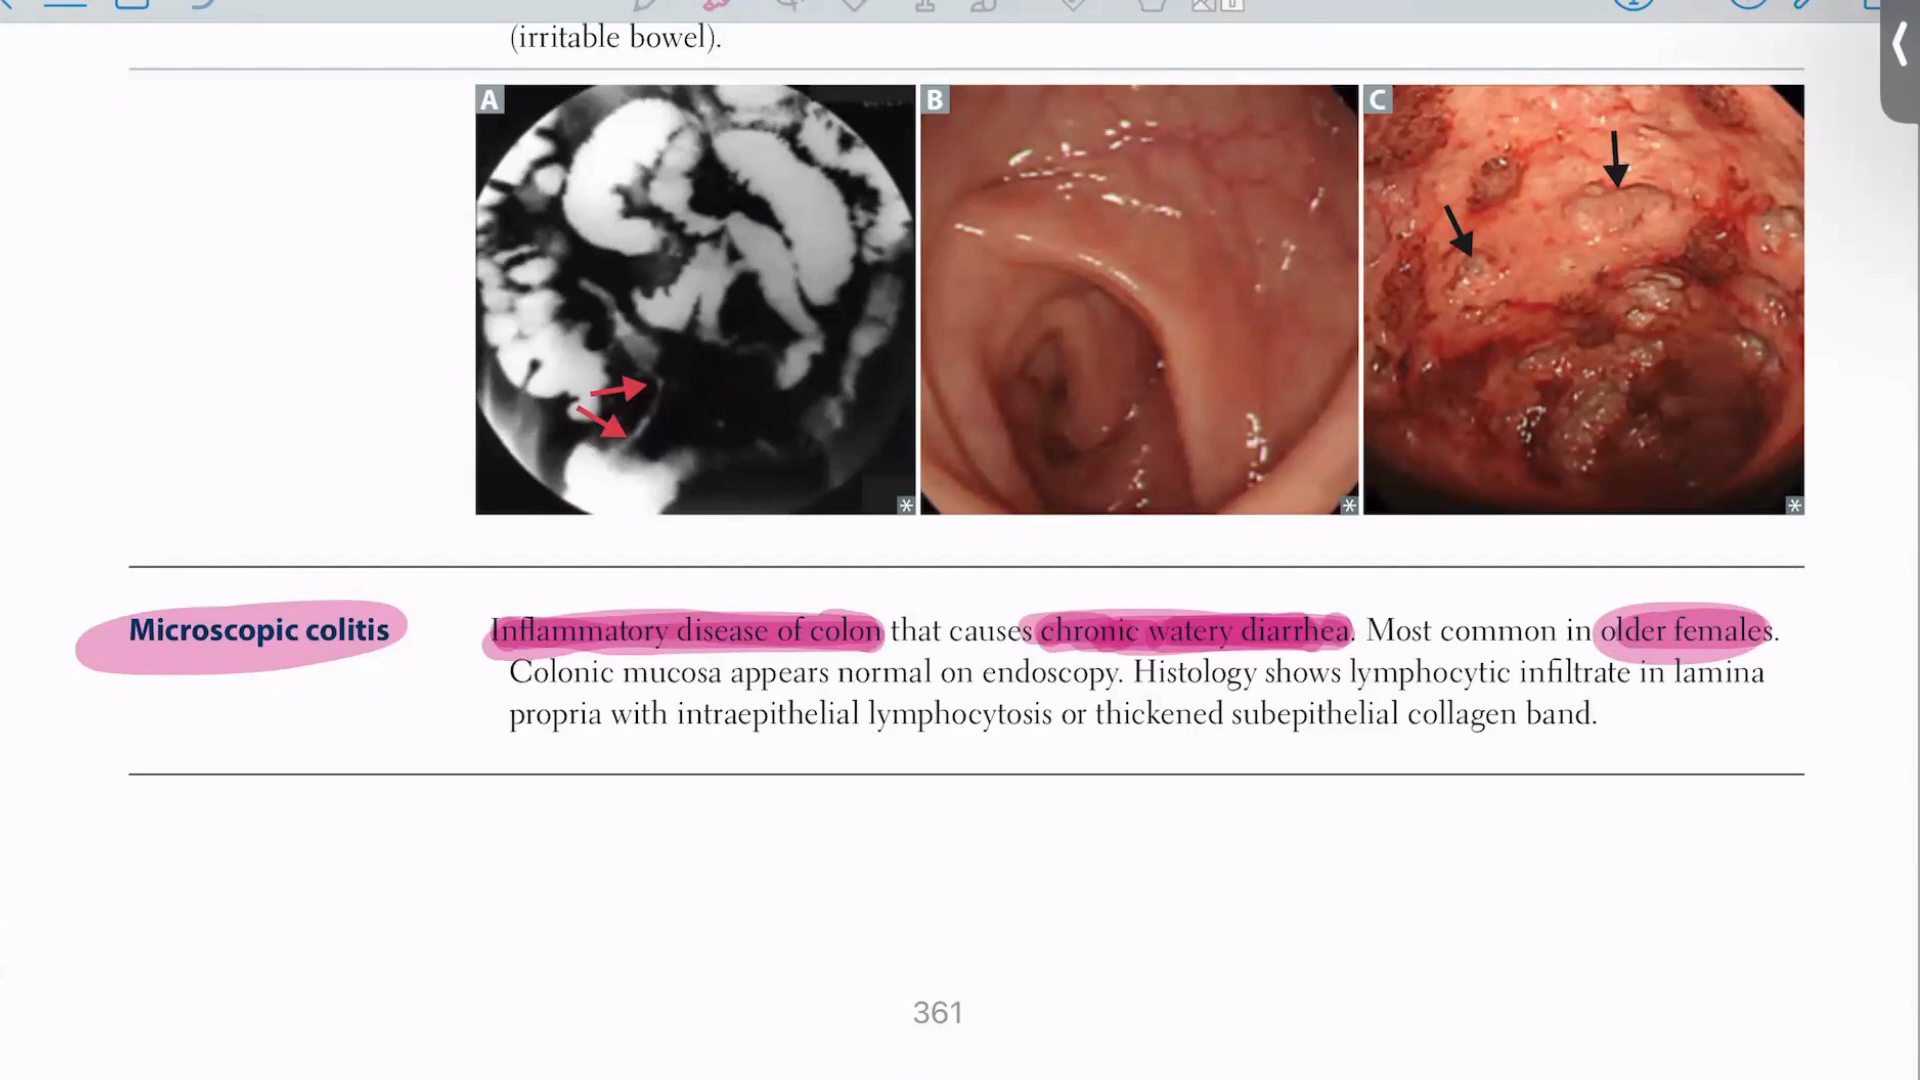 (irritable bowel).
A
B
C
*
*
*
Microscopic colitis
Inflammatory disease of colon that causes chronic watery diarrhea. Most common in older females.
Colonic mucosa appears normal on endoscopy. Histology shows lymphocytic infiltrate in lamina
propria with intraepithelial lymphocytosis or thickened subepithelial collagen band.
361